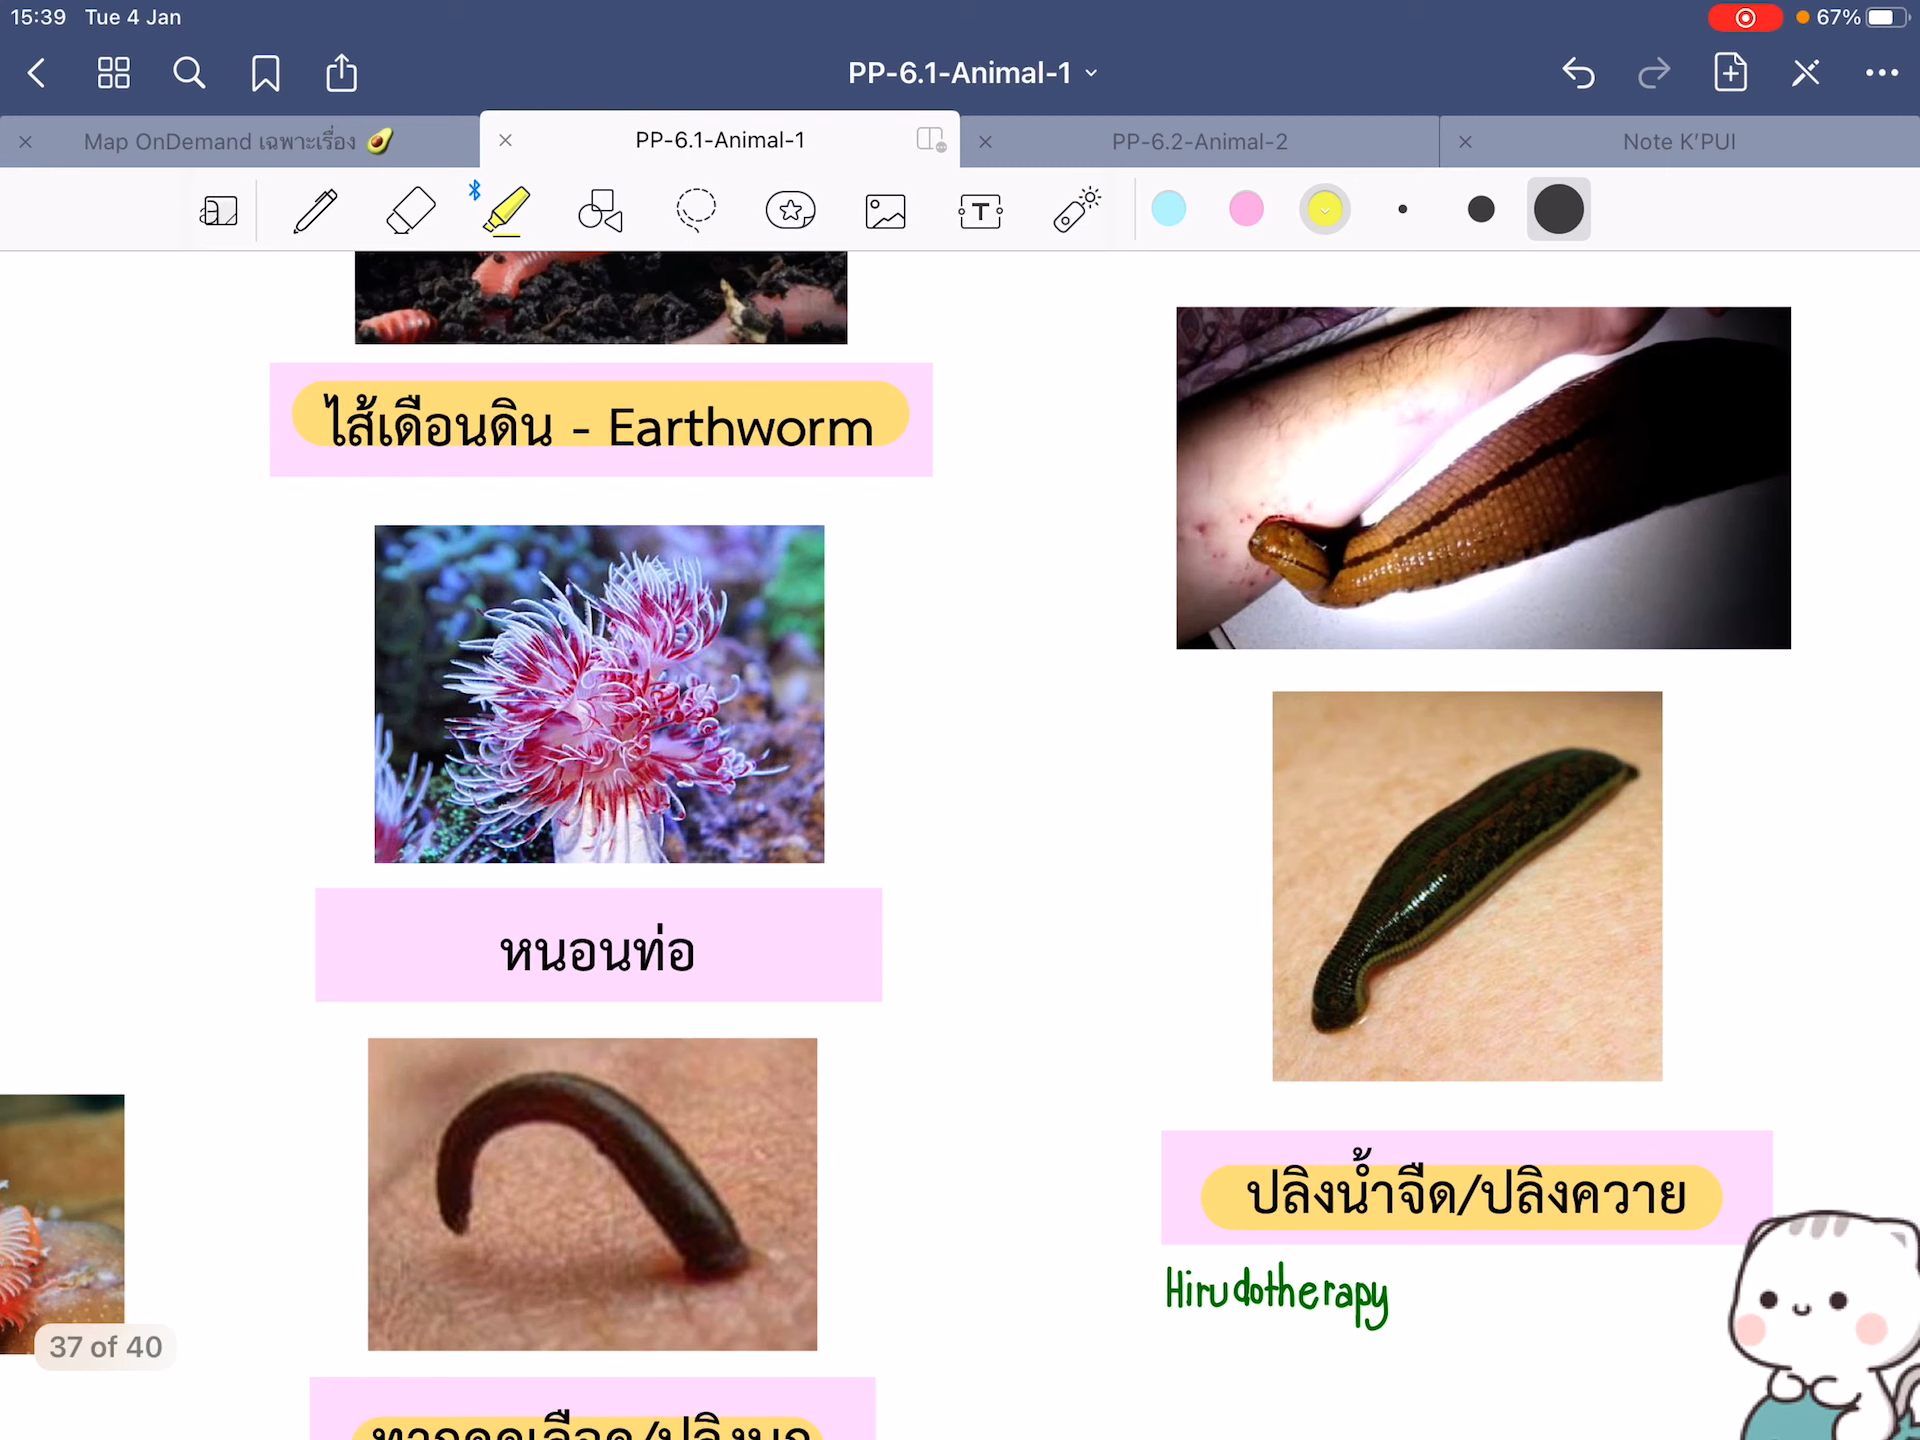 15:39 Tue 4 Jan
67%
PP-6.1-Animal-1
Map OnDemand เฉพาะเรื่อง 🥑
PP-6.1-Animal-1
PP-6.2-Animal-2
Note K'PUI
ไส้เดือนดิน - Earthworm
หนอนท่อ
ปลิงน้ำจืด/ปลิงควาย
Hirudotherapy
37 of 40